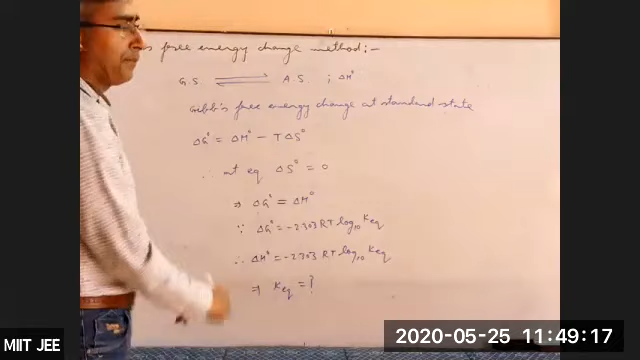 s free energy change method:-
G.S. ⇌ A.S. ; ΔH°
Gibb's free energy change at standard state
ΔG° = ΔH° - TΔS°
∴ at eq ΔS° = 0
⇒ ΔG° = ΔH°
∵ ΔG° = -2.303 RT log₁₀ Keq
∴ ΔH° = -2.303 RT log₁₀ Keq
⇒ Keq = ?
MIT JEE
2020-05-25 11:49:17